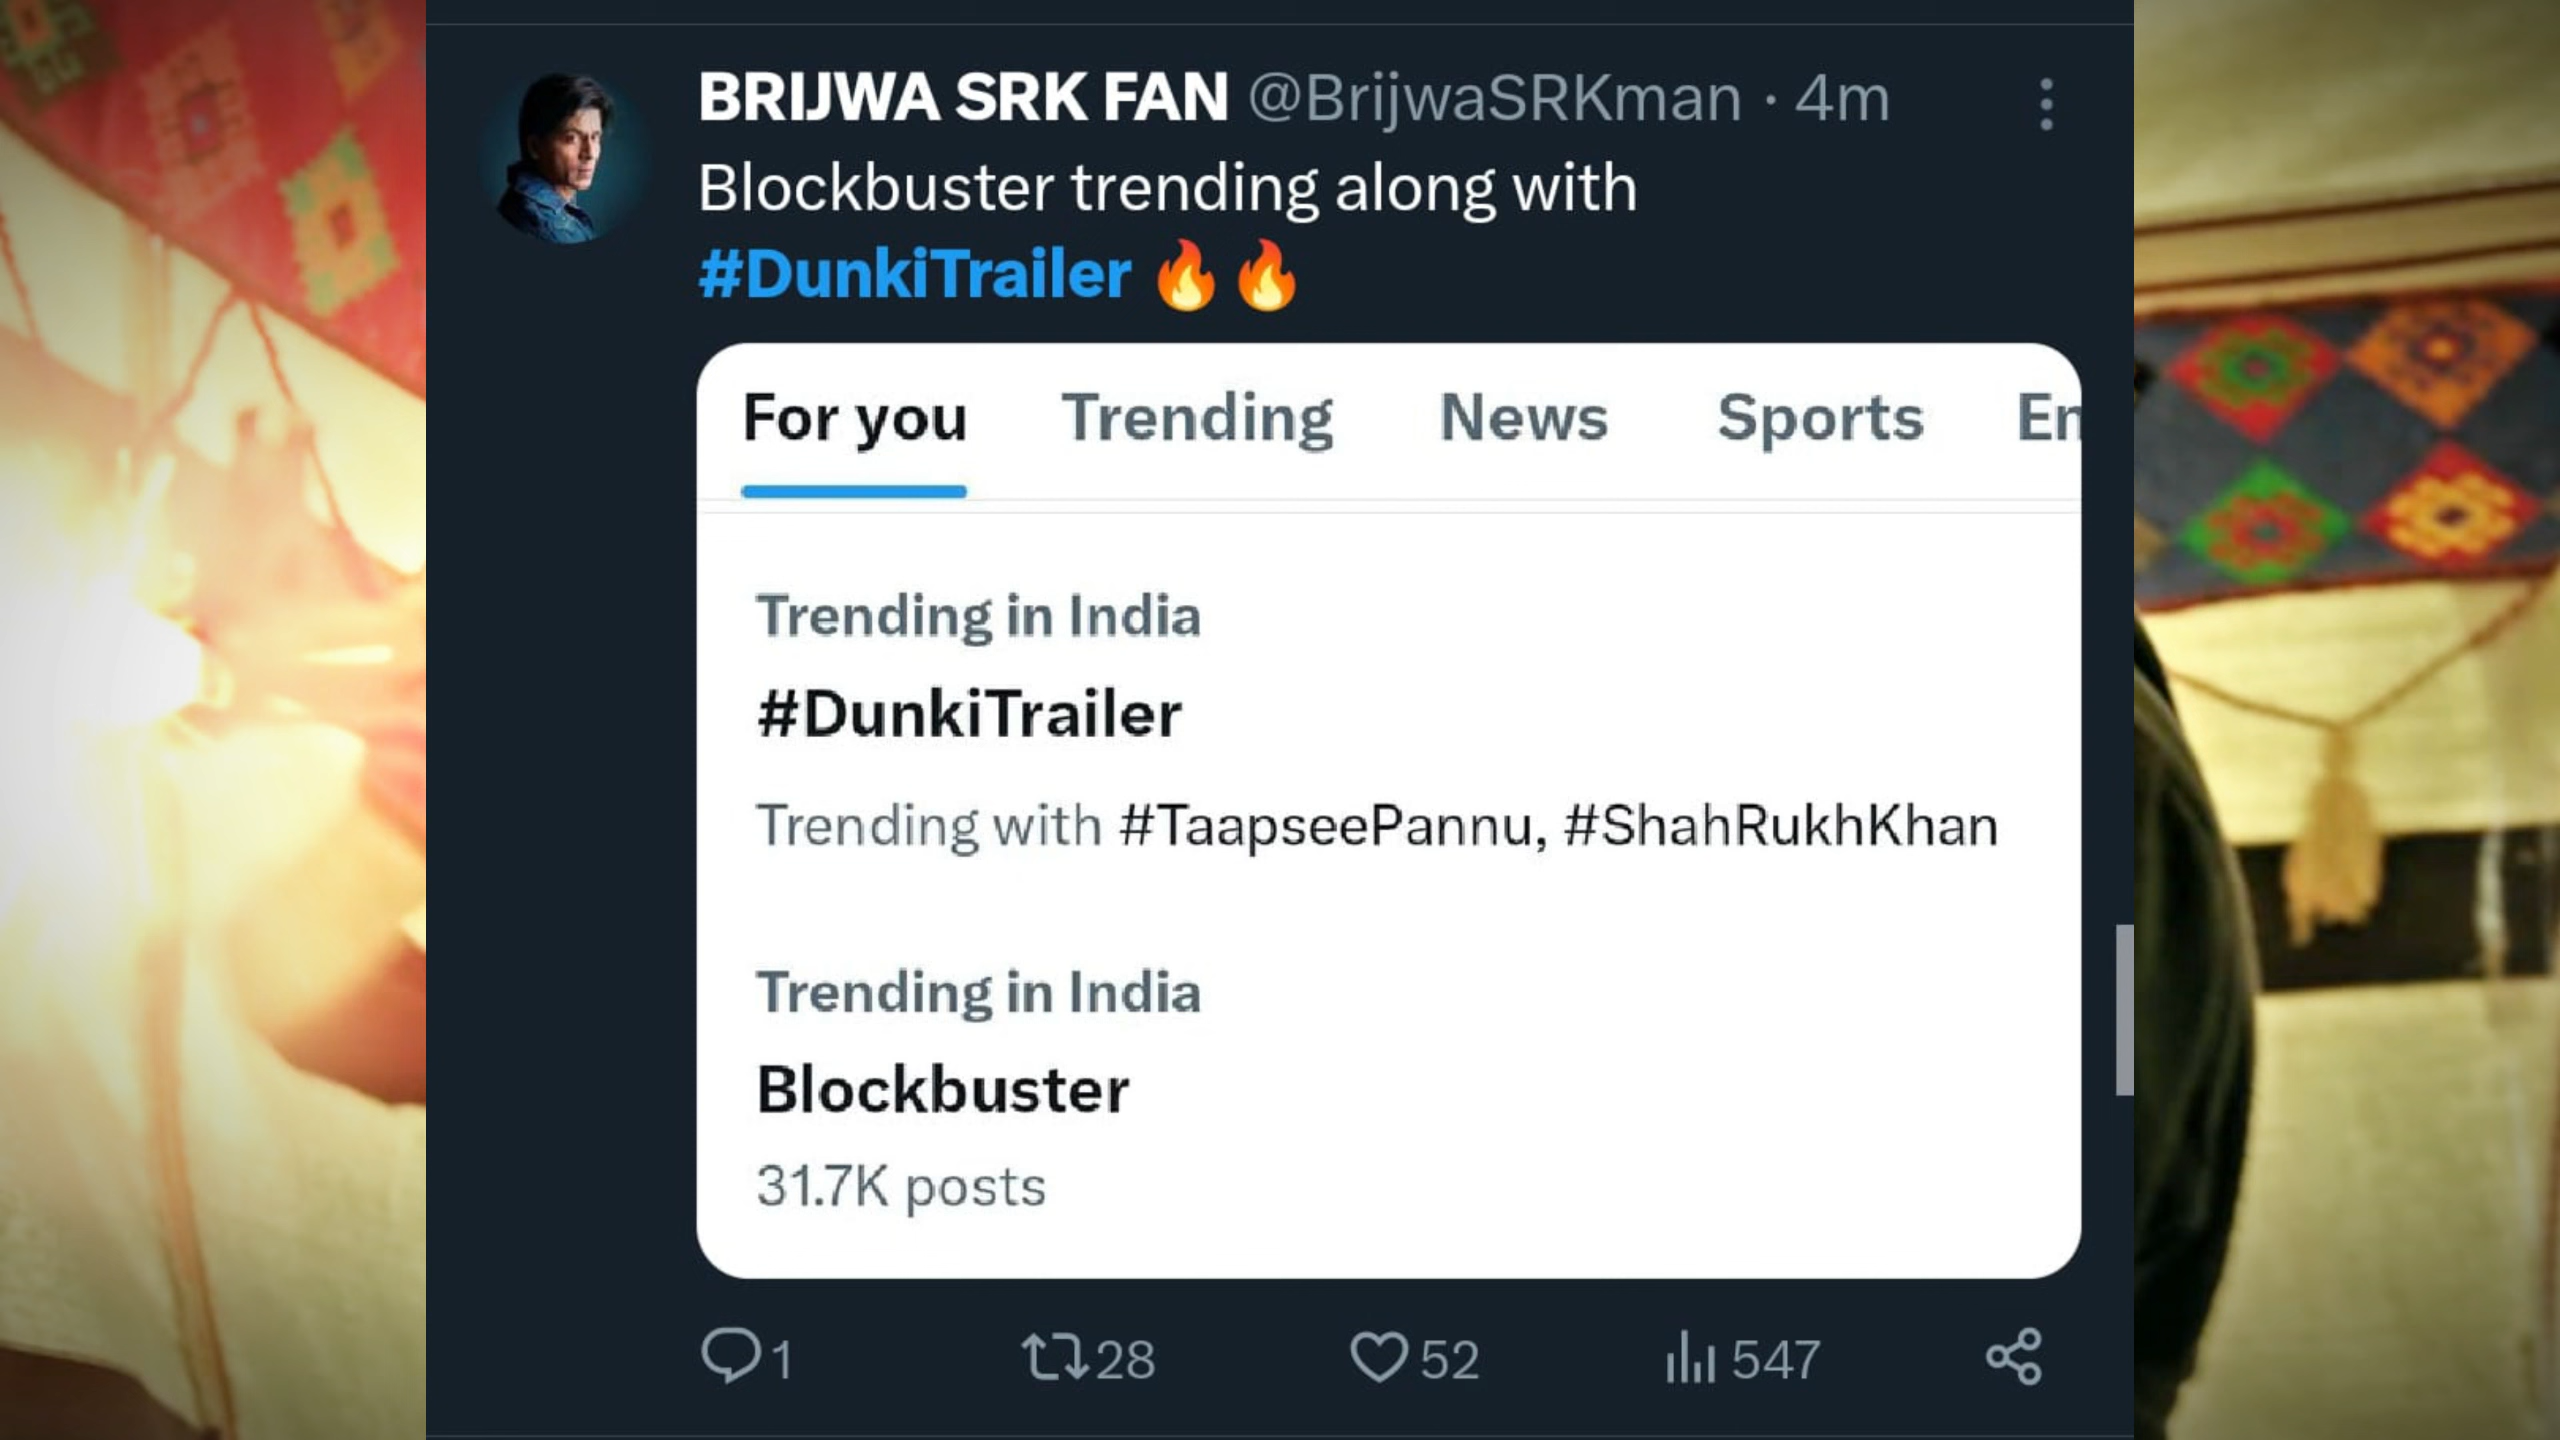 BRIJWA SRK FAN @BrijwaSRKman · 4m
Blockbuster trending along with
#DunkiTrailer 🔥🔥
For you Trending News Sports En
Trending in India
#DunkiTrailer
Trending with #TaapseePannu, #ShahRukhKhan
Trending in India
Blockbuster
31.7K posts
1 28 52 547